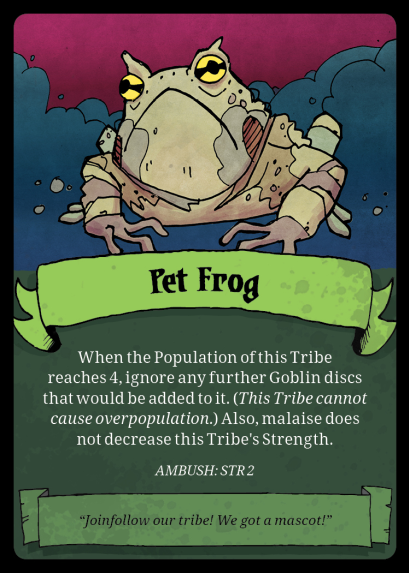 Pet Frog
When the Population of this Tribe
reaches 4, ignore any further Goblin discs
that would be added to it. (This Tribe cannot
cause overpopulation.) Also, malaise does
not decrease this Tribe's Strength.
AMBUSH: STR 2
“Joinfollow our tribe! We got a mascot!”